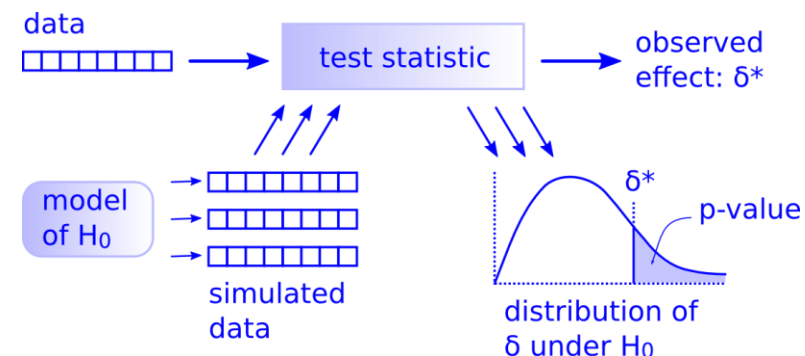 data
test statistic
observed
effect: δ*
model
of H₀
simulated
data
δ*
p-value
distribution of
δ under H₀